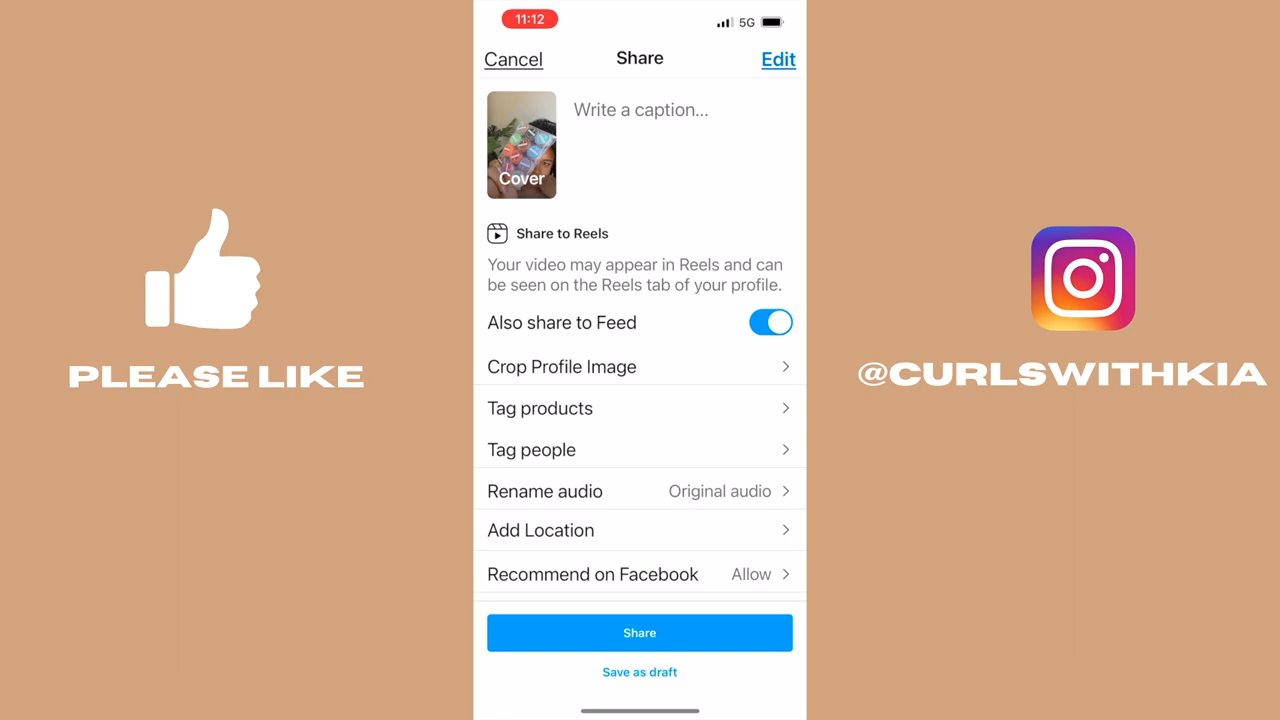 11:12
5G
Cancel
Share
Edit
Write a caption...
Cover
Share to Reels
Your video may appear in Reels and can
be seen on the Reels tab of your profile.
Also share to Feed
Crop Profile Image
Tag products
Tag people
Rename audio Original audio
Add Location
Recommend on Facebook Allow
Share
Save as draft
PLEASE LIKE
@CURLSWITHKIA